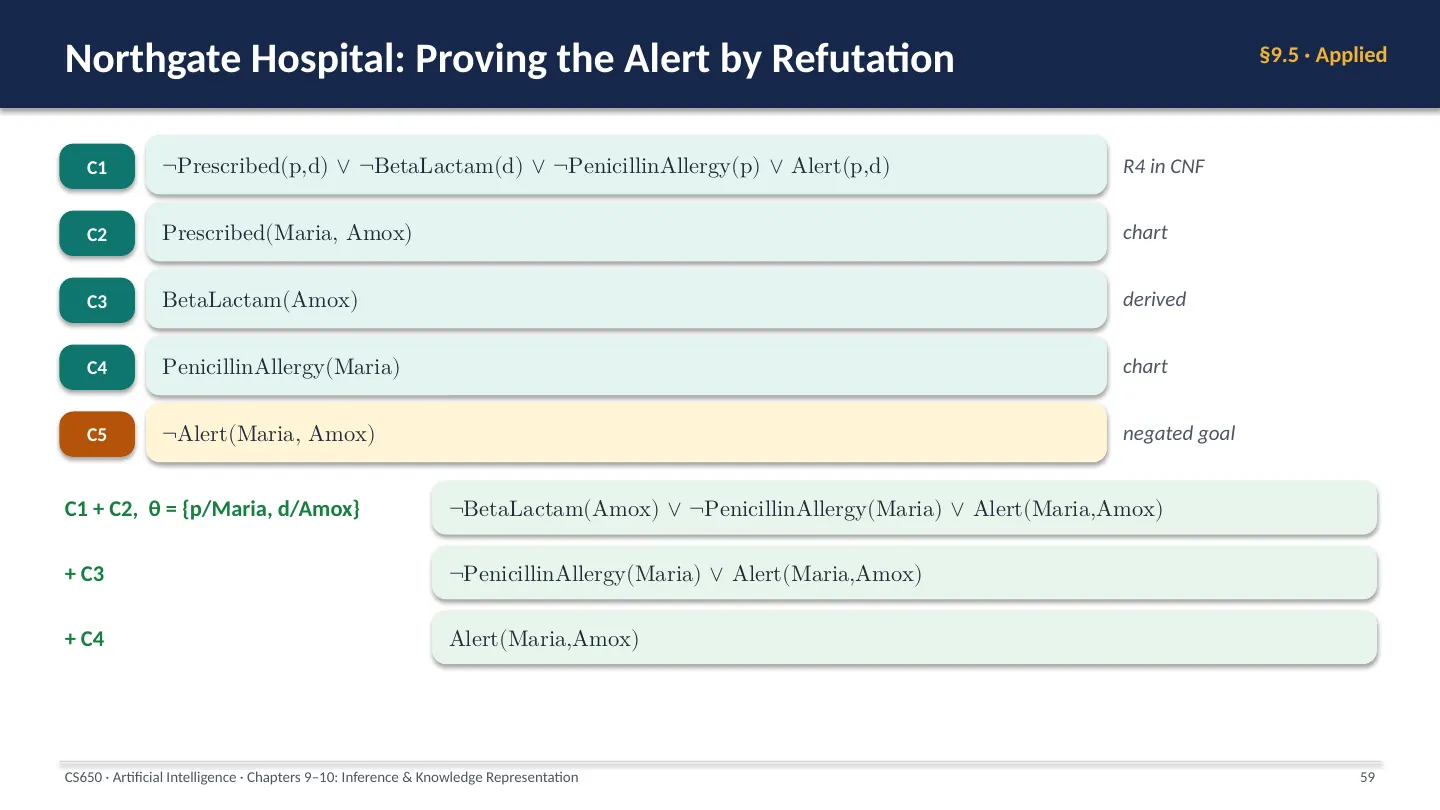 Northgate Hospital: Proving the Alert by Refutation
§9.5 · Applied
C1 ¬Prescribed(p,d) ∨ ¬BetaLactam(d) ∨ ¬PenicillinAllergy(p) ∨ Alert(p,d) R4 in CNF
C2 Prescribed(Maria, Amox) chart
C3 BetaLactam(Amox) derived
C4 PenicillinAllergy(Maria) chart
C5 ¬Alert(Maria, Amox) negated goal
C1 + C2, θ = {p/Maria, d/Amox} ¬BetaLactam(Amox) ∨ ¬PenicillinAllergy(Maria) ∨ Alert(Maria,Amox)
+ C3 ¬PenicillinAllergy(Maria) ∨ Alert(Maria,Amox)
+ C4 Alert(Maria,Amox)
CS650 · Artificial Intelligence · Chapters 9–10: Inference & Knowledge Representation 59